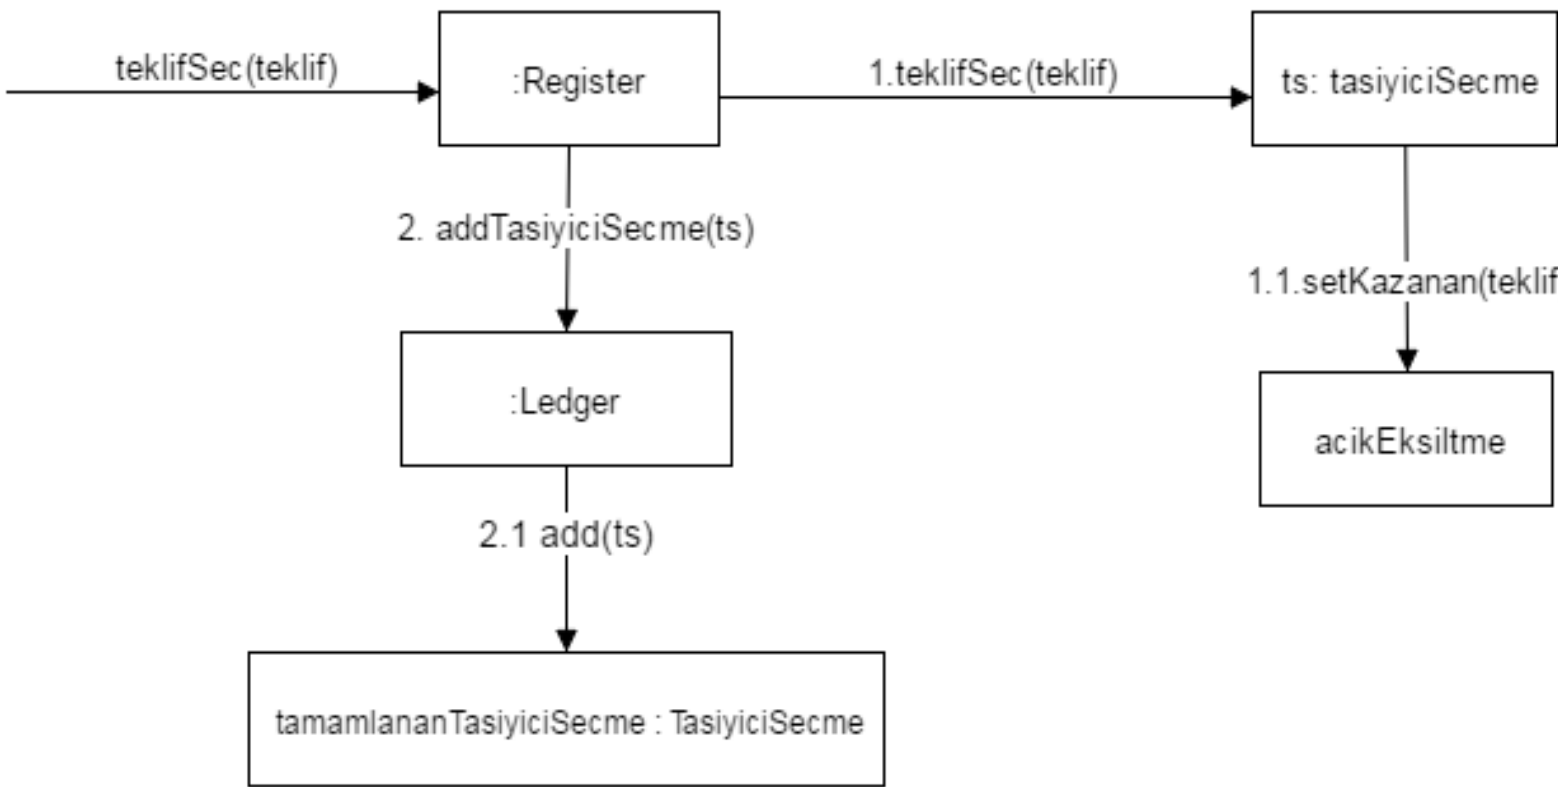 teklifSec(teklif)
:Register
1.teklifSec(teklif)
ts: tasiyiciSecme
2. addTasiyiciSecme(ts)
1.1.setKazanan(teklif
:Ledger
acikEksiltme
2.1 add(ts)
tamamlananTasiyiciSecme : TasiyiciSecme